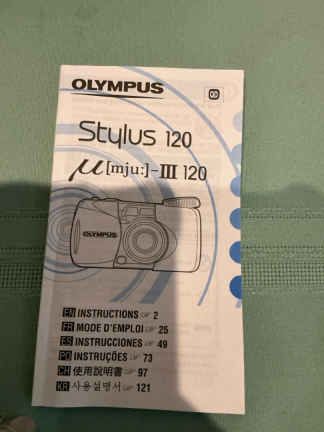 OLYMPUS
Stylus 120
µ[mju:]-III 120
OLYMPUS
EN INSTRUCTIONS ☞ 2
FR MODE D'EMPLOI ☞ 25
ES INSTRUCCIONES ☞ 49
PO INSTRUÇÕES ☞ 73
CH 使用說明書 ☞ 97
KR 사용설명서 ☞ 121